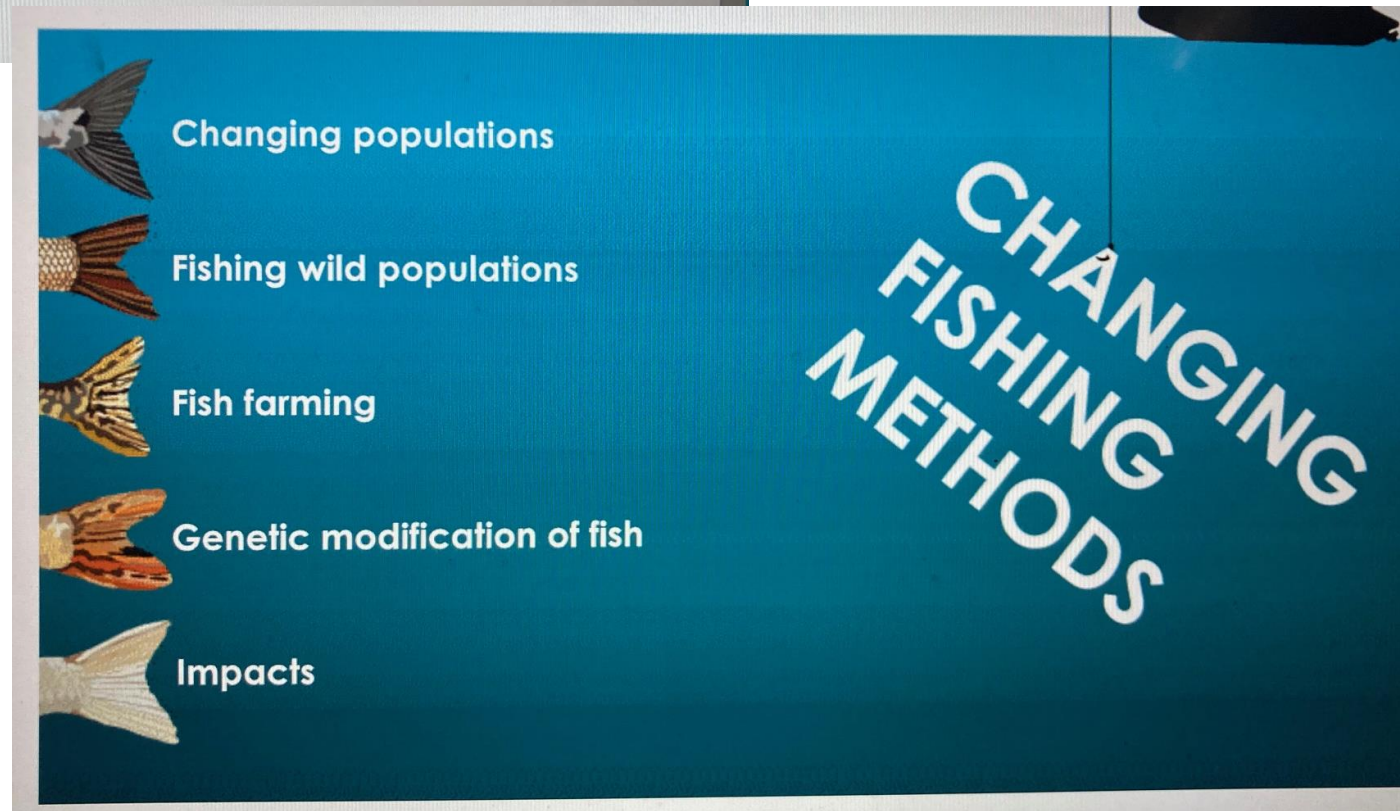 Changing populations
Fishing wild populations
Fish farming
Genetic modification of fish
Impacts
CHANGING
FISHING
METHODS